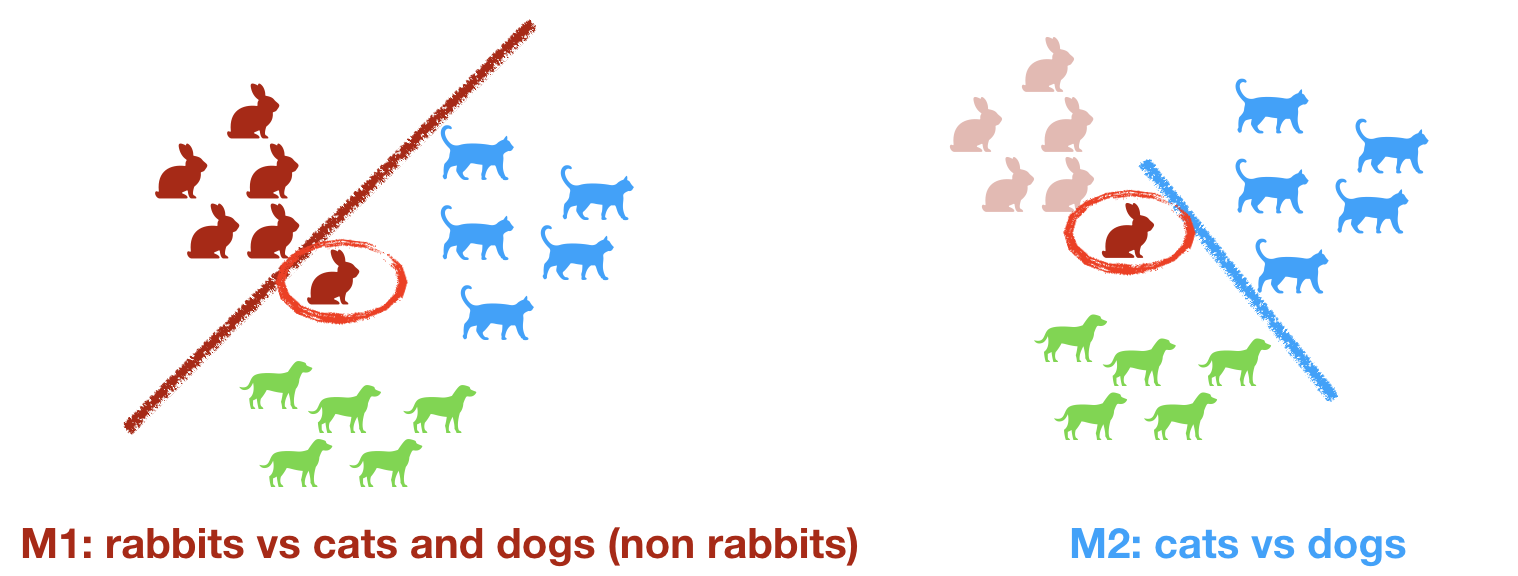 M1: rabbits vs cats and dogs (non rabbits)
M2: cats vs dogs